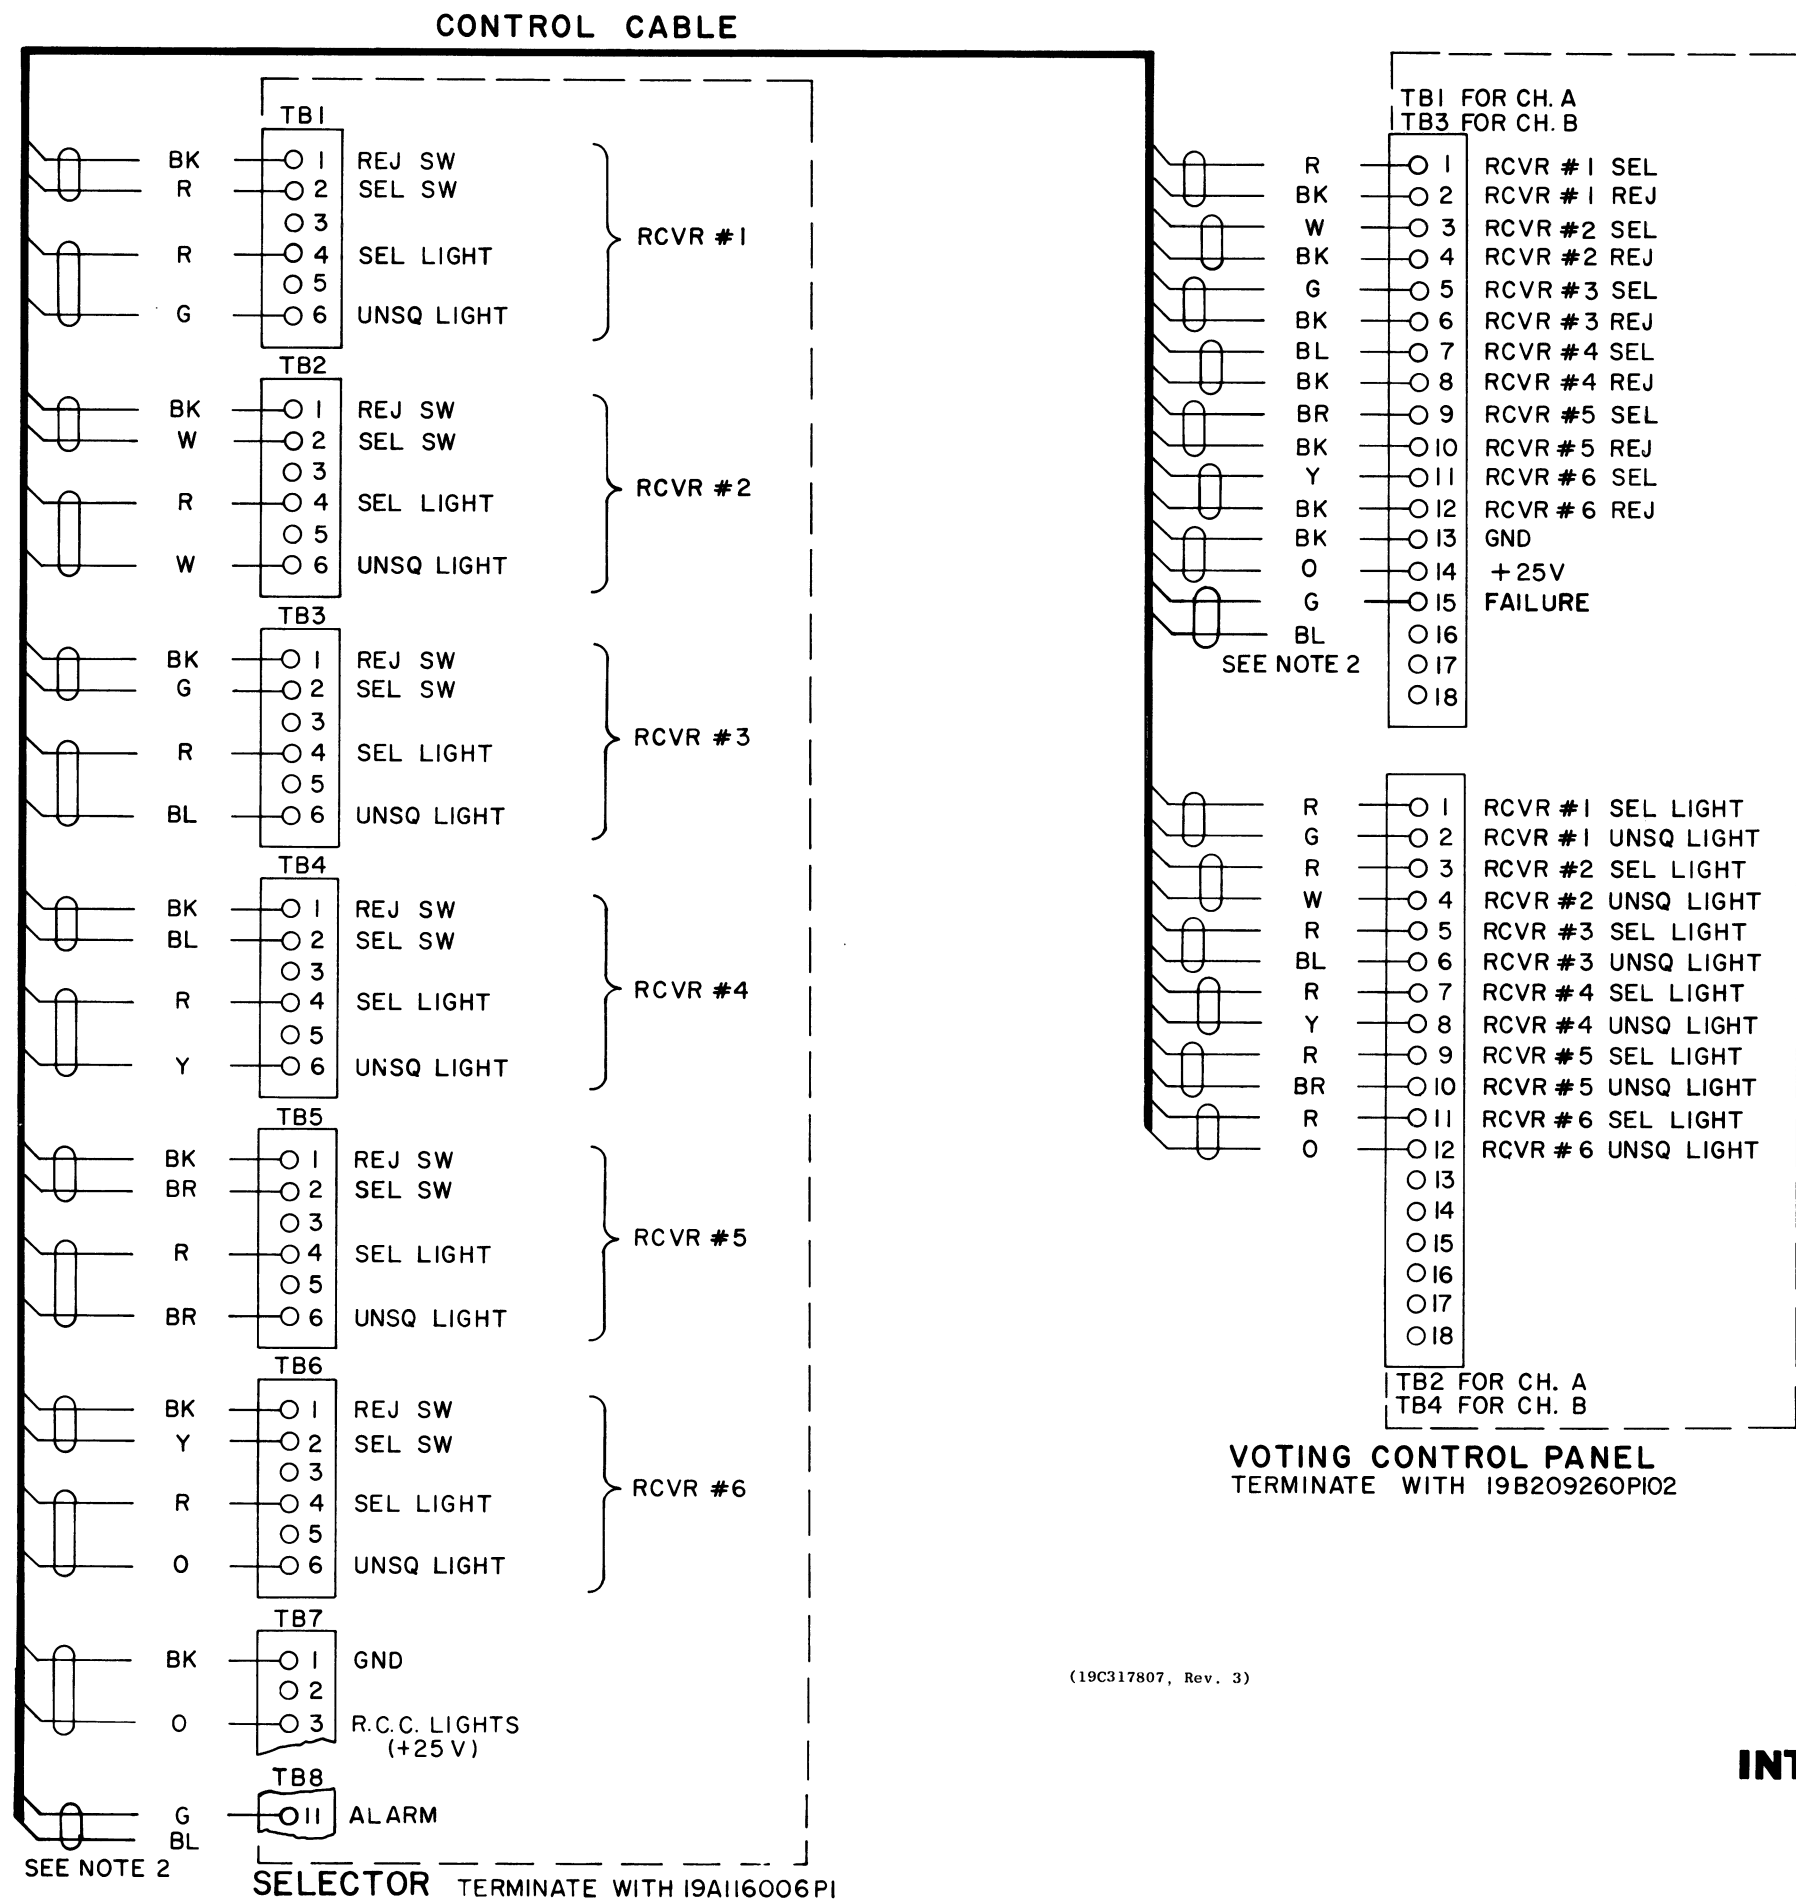 CONTROL CABLE
TB1
BK 1 REJ SW
R 2 SEL SW
3
R 4 SEL LIGHT
5
G 6 UNSQ LIGHT
RCVR #1
TB2
BK 1 REJ SW
W 2 SEL SW
3
R 4 SEL LIGHT
5
W 6 UNSQ LIGHT
RCVR #2
TB3
BK 1 REJ SW
G 2 SEL SW
3
R 4 SEL LIGHT
5
BL 6 UNSQ LIGHT
RCVR #3
TB4
BK 1 REJ SW
BL 2 SEL SW
3
R 4 SEL LIGHT
5
Y 6 UNSQ LIGHT
RCVR #4
TB5
BK 1 REJ SW
BR 2 SEL SW
3
R 4 SEL LIGHT
5
BR 6 UNSQ LIGHT
RCVR #5
TB6
BK 1 REJ SW
Y 2 SEL SW
3
R 4 SEL LIGHT
5
O 6 UNSQ LIGHT
RCVR #6
TB7
BK 1 GND
2
O 3 R.C.C. LIGHTS
(+25V)
TB8
G 11 ALARM
BL
SEE NOTE 2
SELECTOR TERMINATE WITH 19A116006P1
TB1 FOR CH. A
TB3 FOR CH. B
R 1 RCVR #1 SEL
BK 2 RCVR #1 REJ
W 3 RCVR #2 SEL
BK 4 RCVR #2 REJ
G 5 RCVR #3 SEL
BK 6 RCVR #3 REJ
BL 7 RCVR #4 SEL
BK 8 RCVR #4 REJ
BR 9 RCVR #5 SEL
BK 10 RCVR #5 REJ
Y 11 RCVR #6 SEL
BK 12 RCVR #6 REJ
BK 13 GND
O 14 +25V
G 15 FAILURE
BL 16
SEE NOTE 2 17
18
R 1 RCVR #1 SEL LIGHT
G 2 RCVR #1 UNSQ LIGHT
R 3 RCVR #2 SEL LIGHT
W 4 RCVR #2 UNSQ LIGHT
R 5 RCVR #3 SEL LIGHT
BL 6 RCVR #3 UNSQ LIGHT
R 7 RCVR #4 SEL LIGHT
Y 8 RCVR #4 UNSQ LIGHT
R 9 RCVR #5 SEL LIGHT
BR 10 RCVR #5 UNSQ LIGHT
R 11 RCVR #6 SEL LIGHT
O 12 RCVR #6 UNSQ LIGHT
13
14
15
16
17
18
TB2 FOR CH. A
TB4 FOR CH. B
VOTING CONTROL PANEL
TERMINATE WITH 19B209260P102
(19C317807, Rev. 3)
INT